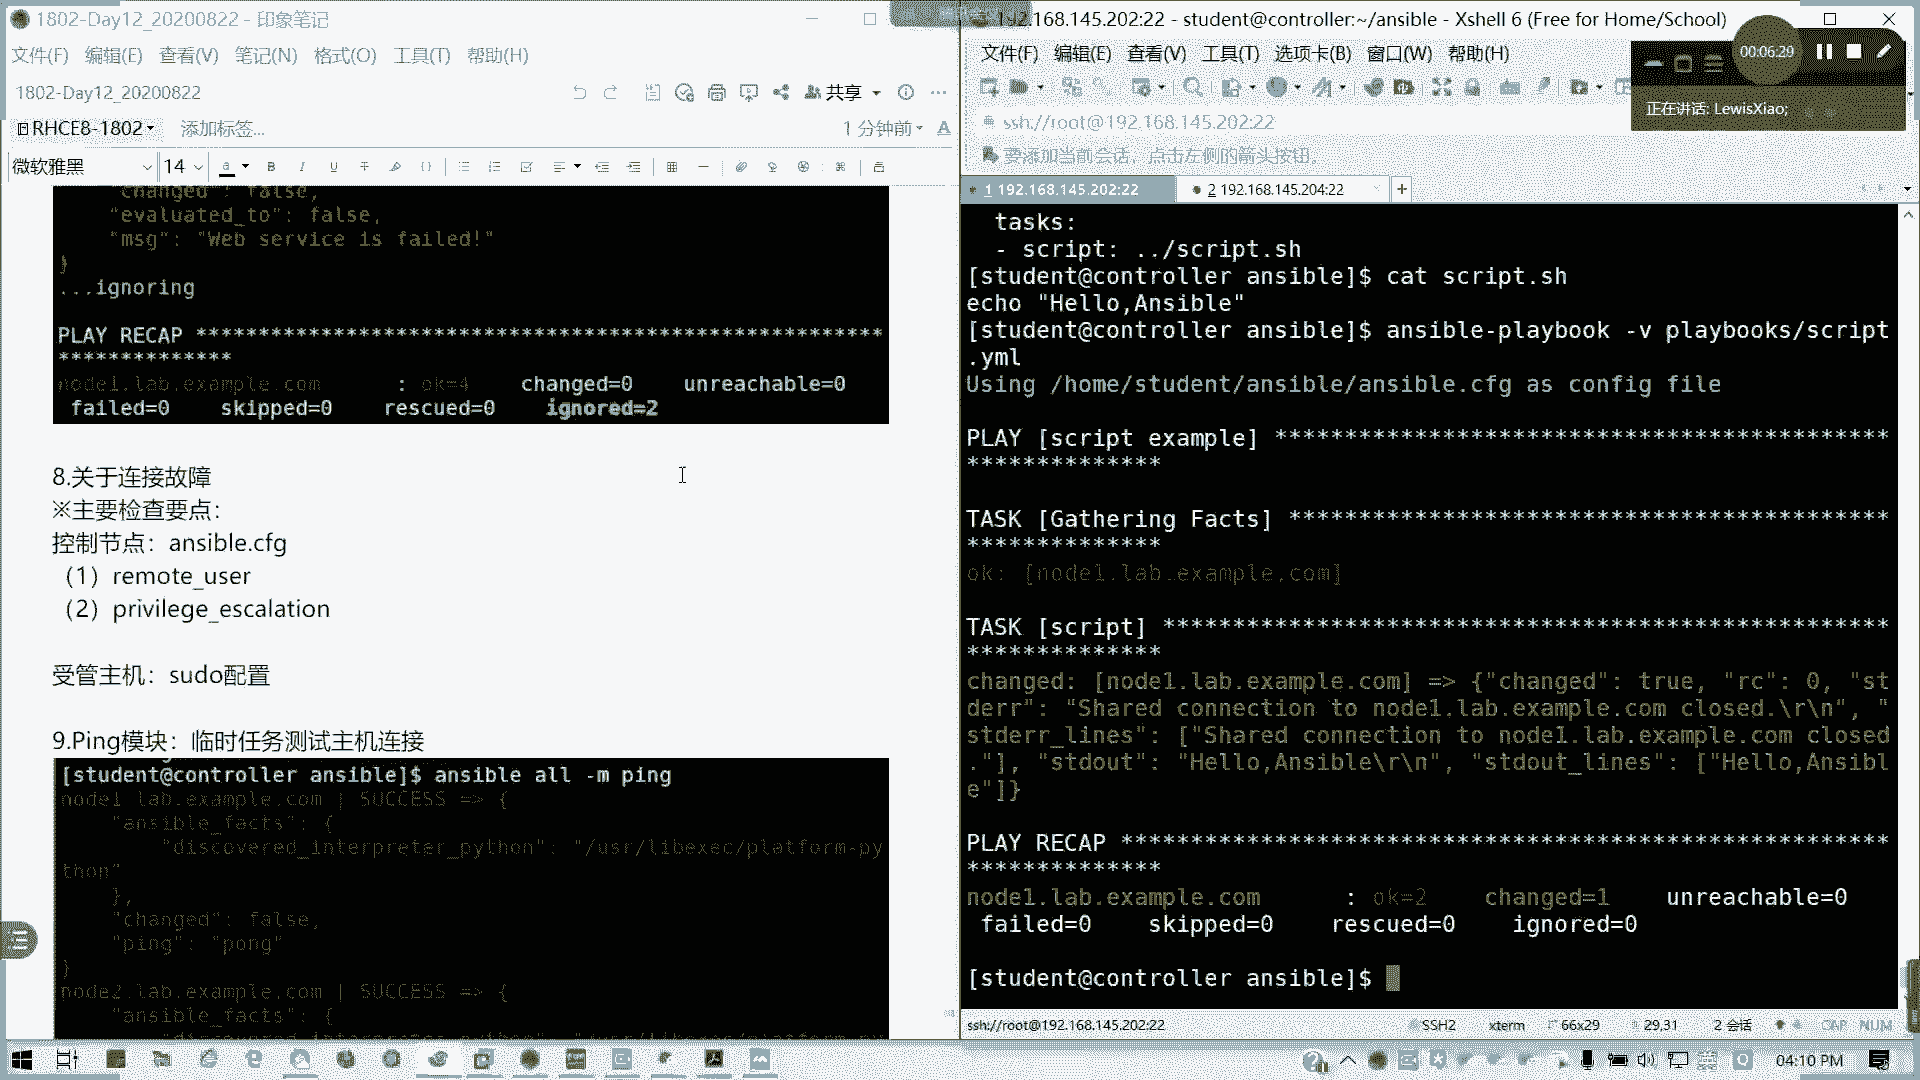 1802-Day12_20200822 - 印象笔记
文件(F) 编辑(E) 查看(V) 笔记(N) 格式(O) 工具(T) 帮助(H)
1802-Day12_20200822
共享
RHCE8-1802
添加标签...
1 分钟前
微软雅黑
14
"changed": false,
"evaluated_to": false,
"msg": "Web service is failed!"
}
...ignoring
PLAY RECAP *******************************************************
**************
node1.lab.example.com : ok=4 changed=0 unreachable=0
failed=0 skipped=0 rescued=0 ignored=2
8.关于连接故障
※主要检查要点：
控制节点：ansible.cfg
（1）remote_user
（2）privilege_escalation
受管主机：sudo配置
9.Ping模块：临时任务测试主机连接
[student@controller ansible]$ ansible all -m ping
node1.lab.example.com | SUCCESS => {
"ansible_facts": {
"discovered_interpreter_python": "/usr/libexec/platform-py
thon"
},
"changed": false,
"ping": "pong"
}
node2.lab.example.com | SUCCESS => {
"ansible_facts": {
192.168.145.202:22 - student@controller:~/ansible - Xshell 6 (Free for Home/School)
文件(F) 编辑(E) 查看(V) 工具(T) 选项卡(B) 窗口(W) 帮助(H)
00:06:29
正在讲话: LewisXiao;
ssh://root@192.168.145.202:22
要添加当前会话，点击左侧的箭头按钮。
1 192.168.145.202:22
2 192.168.145.204:22
tasks:
- script: ../script.sh
[student@controller ansible]$ cat script.sh
echo "Hello,Ansible"
[student@controller ansible]$ ansible-playbook -v playbooks/script
.yml
Using /home/student/ansible/ansible.cfg as config file
PLAY [script example] *********************************************
**************
TASK [Gathering Facts] ********************************************
**************
ok: [node1.lab.example.com]
TASK [script] *****************************************************
**************
changed: [node1.lab.example.com] => {"changed": true, "rc": 0, "st
derr": "Shared connection to node1.lab.example.com closed.\r\n", "
stderr_lines": ["Shared connection to node1.lab.example.com closed
."], "stdout": "Hello,Ansible\r\n", "stdout_lines": ["Hello,Ansibl
e"]}
PLAY RECAP ********************************************************
**************
node1.lab.example.com : ok=2 changed=1 unreachable=0
failed=0 skipped=0 rescued=0 ignored=0
[student@controller ansible]$
ssh://root@192.168.145.202:22
SSH2
xterm
66x29
29,31
2 会话
CAP NUM
04:10 PM